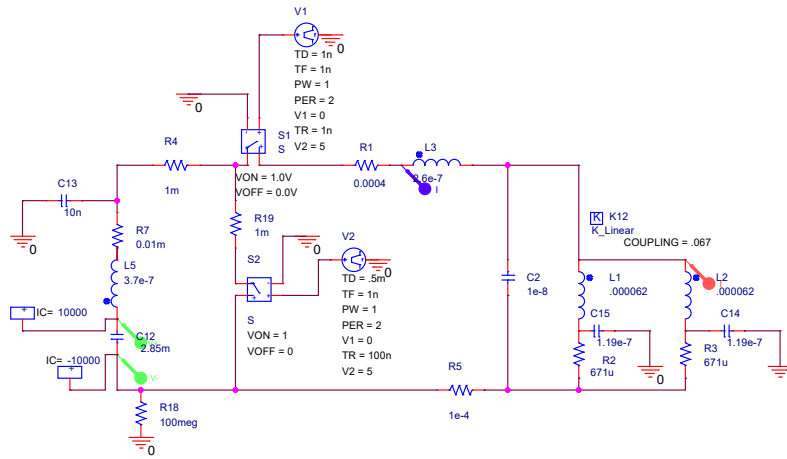 V1
0
TD = 1n
TF = 1n
PW = 1
PER = 2
V1 = 0
TR = 1n
V2 = 5
0
S1
S
VON = 1.0V
VOFF = 0.0V
R4
1m
R1
0.0004
L3
2.6e-7
I
C13
10n
0
R7
0.01m
R19
1m
L5
3.7e-7
S2
S
VON = 1
VOFF = 0
0
V2
0
TD = .5m
TF = 1n
PW = 1
PER = 2
V1 = 0
TR = 100n
V2 = 5
K
K12
K_Linear
COUPLING = .067
C2
1e-8
L1
.000062
L2
.000062
C15
1.19e-7
0
R2
671u
C14
1.19e-7
0
R3
671u
IC= 10000
C12
2.85m
IC= -10000
R18
100meg
0
R5
1e-4